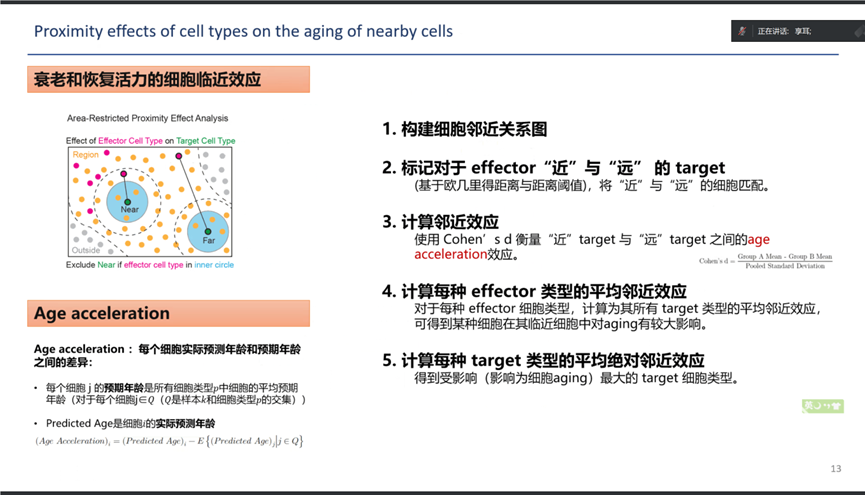 Proximity effects of cell types on the aging of nearby cells
正在讲话: 享耳;
衰老和恢复活力的细胞临近效应
Area-Restricted Proximity Effect Analysis
Effect of Effector Cell Type on Target Cell Type
Region
Near
Far
Outside
Exclude Near if effector cell type in inner circle
Age acceleration
Age acceleration ：每个细胞实际预测年龄和预期年龄
之间的差异：
• 每个细胞 j 的预期年龄是所有细胞类型p中细胞的平均预期
年龄（对于每个细胞j∈Q（Q是样本k和细胞类型p的交集））
• Predicted Age是细胞i的实际预测年龄
(Age Acceleration)ᵢ = (Predicted Age)ᵢ − E{(Predicted Age)ⱼ|j ∈ Q}
1. 构建细胞邻近关系图
2. 标记对于 effector“近”与“远” 的 target
(基于欧几里得距离与距离阈值)，将“近”与“远”的细胞匹配。
3. 计算邻近效应
使用 Cohen’s d 衡量“近”target 与“远”target 之间的age
acceleration效应。
Cohen's d = Group A Mean - Group B Mean
Pooled Standard Deviation
4. 计算每种 effector 类型的平均邻近效应
对于每种 effector 细胞类型，计算为其所有 target 类型的平均邻近效应，
可得到某种细胞在其临近细胞中对aging有较大影响。
5. 计算每种 target 类型的平均绝对邻近效应
得到受影响（影响为细胞aging）最大的 target 细胞类型。
13